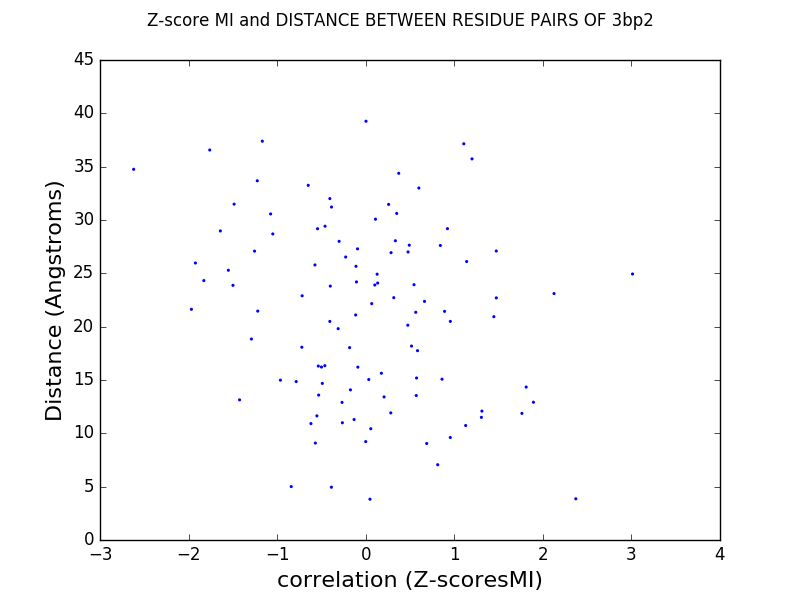 Z-score MI and DISTANCE BETWEEN RESIDUE PAIRS OF 3bp2
45
40
35
30
25
20
15
10
5
0
Distance (Angstroms)
−3 −2 −1 0 1 2 3 4
correlation (Z-scoresMI)